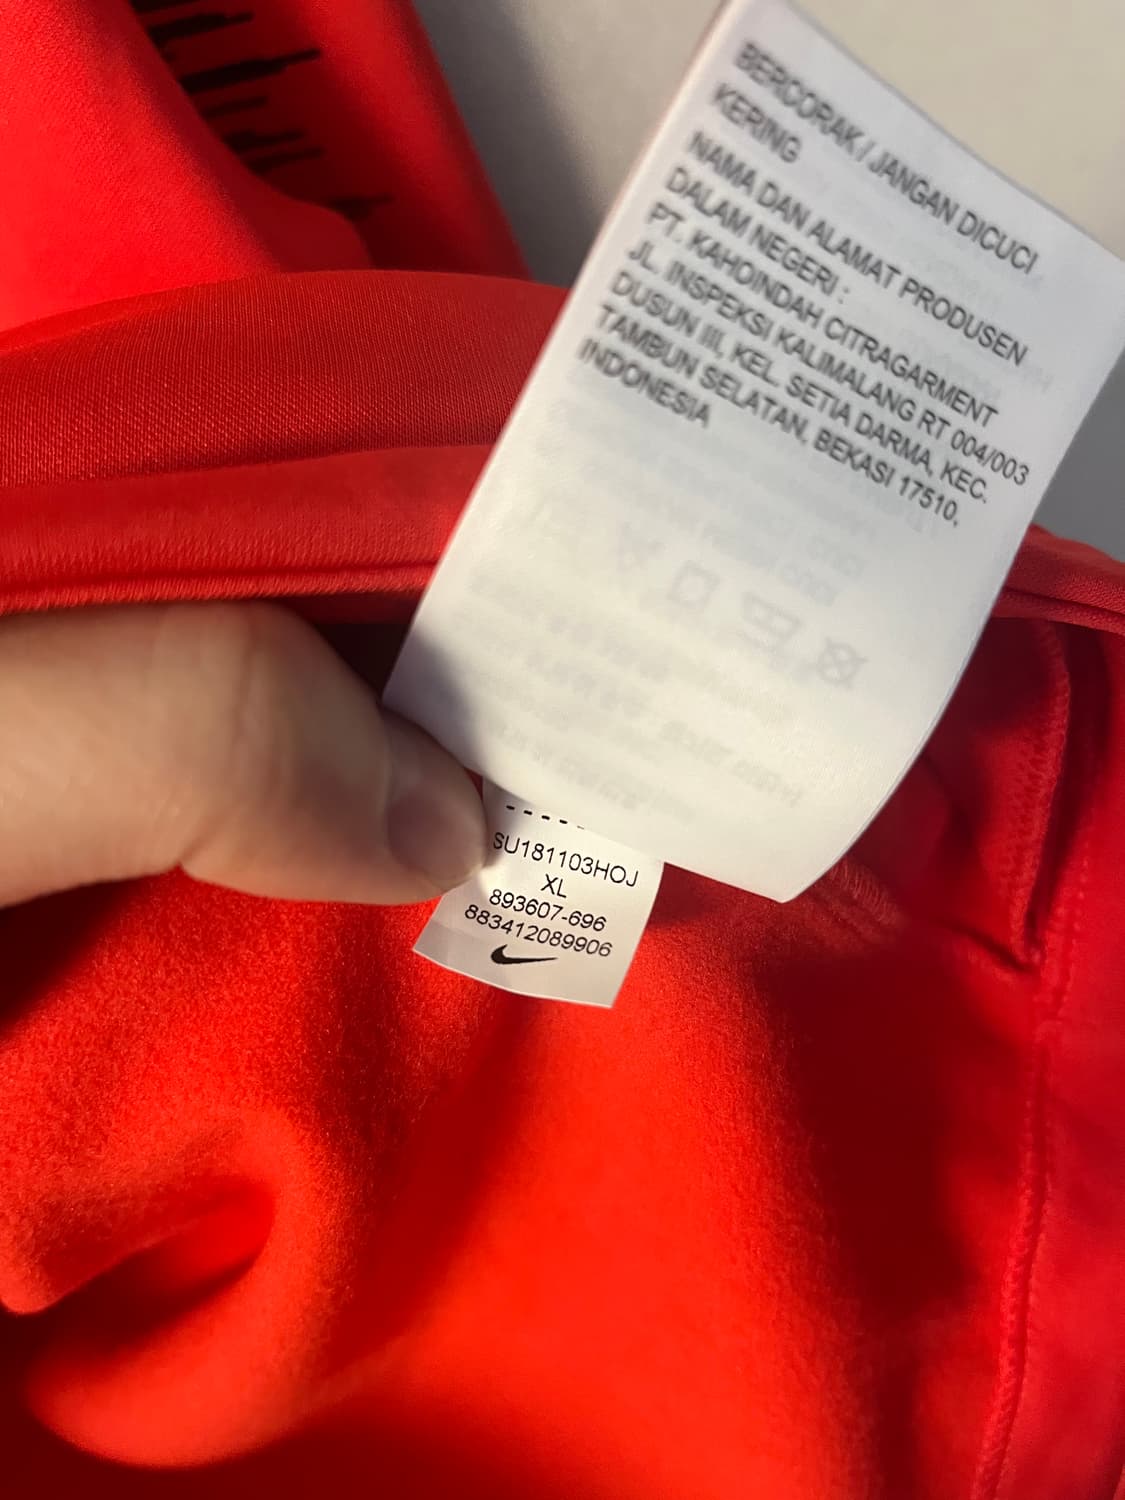 BERCORAK / JANGAN DICUCI
KERING
NAMA DAN ALAMAT PRODUSEN
DALAM NEGERI :
PT. KAHOINDAH CITRAGARMENT
JL. INSPEKSI KALIMALANG RT 004/003
DUSUN III, KEL. SETIA DARMA, KEC.
TAMBUN SELATAN, BEKASI 17510,
INDONESIA
SU181103HOJ
XL
893607-696
883412089906